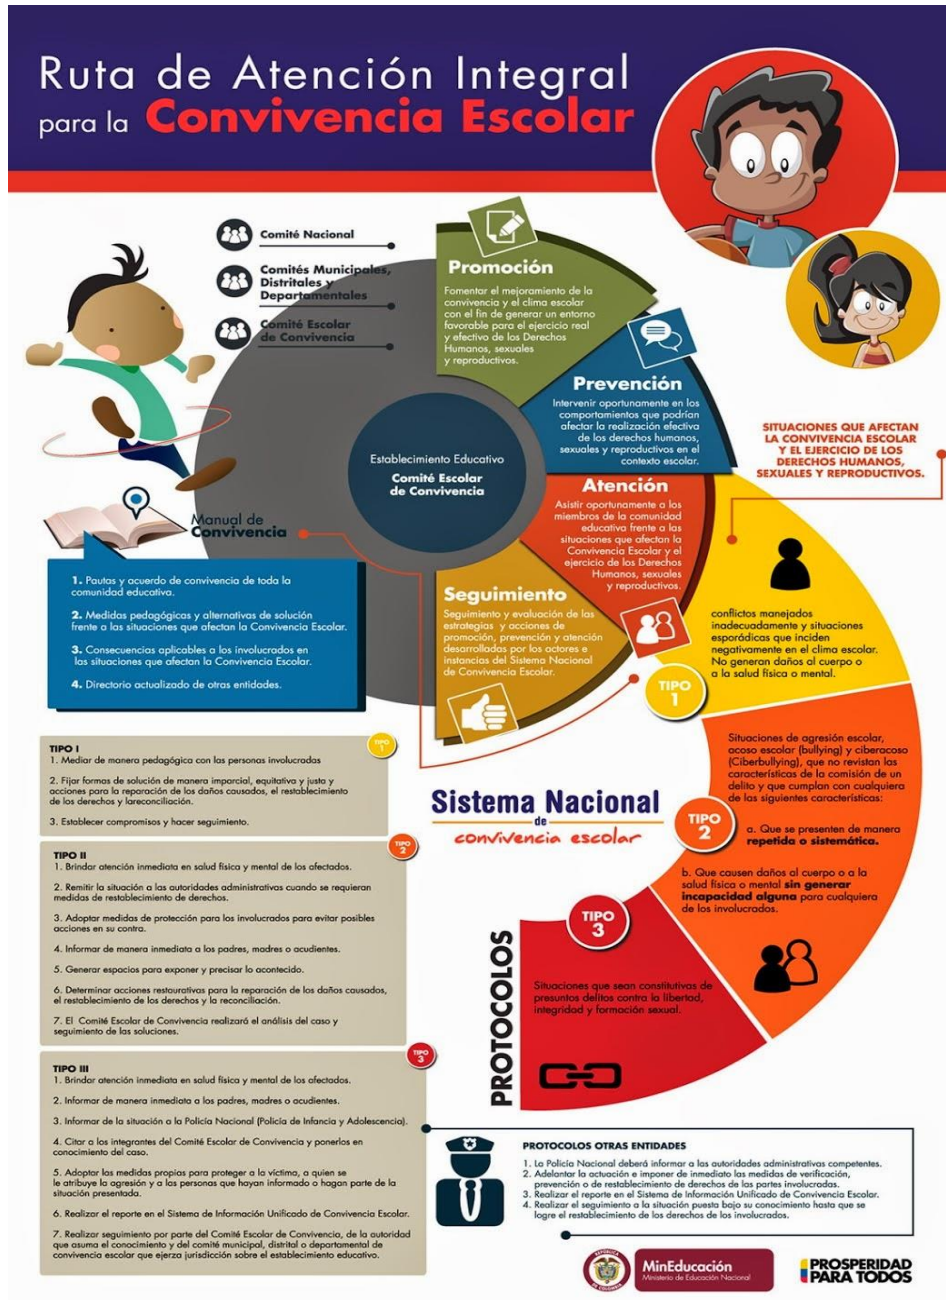 Ruta de Atención Integral
para la Convivencia Escolar
Comité Nacional
Comités Municipales,
Distritales y
Departamentales
Comité Escolar
de Convivencia
Promoción
Fomentar el mejoramiento de la
convivencia y el clima escolar
con el fin de generar un entorno
favorable para el ejercicio real
y efectivo de los Derechos
Humanos, sexuales
y reproductivos.
Prevención
Intervenir oportunamente en los
comportamientos que podrían
afectar la realización efectiva
de los derechos humanos,
sexuales y reproductivos en el
contexto escolar.
Establecimiento Educativo
Comité Escolar
de Convivencia
Atención
Asistir oportunamente a los
miembros de la comunidad
educativa frente a las
situaciones que afectan la
Convivencia Escolar y el
ejercicio de los Derechos
Humanos, sexuales
y reproductivos.
Seguimiento
Seguimiento y evaluación de las
estrategias y acciones de
promoción, prevención y atención
desarrolladas por los actores e
instancias del Sistema Nacional
de Convivencia Escolar.
SITUACIONES QUE AFECTAN
LA CONVIVENCIA ESCOLAR
Y EL EJERCICIO DE LOS
DERECHOS HUMANOS,
SEXUALES Y REPRODUCTIVOS.
Manual de
Convivencia
1. Pautas y acuerdo de convivencia de toda la
comunidad educativa.
2. Medidas pedagógicas y alternativas de solución
frente a las situaciones que afectan la Convivencia Escolar.
3. Consecuencias aplicables a los involucrados en
las situaciones que afectan la Convivencia Escolar.
4. Directorio actualizado de otras entidades.
TIPO
1
conflictos manejados
inadecuadamente y situaciones
esporádicas que inciden
negativamente en el clima escolar.
No generan daños al cuerpo o
a la salud física o mental.
TIPO
2
Situaciones de agresión escolar,
acoso escolar (bullying) y ciberacoso
(Ciberbullying), que no revistan las
características de la comisión de un
delito y que cumplan con cualquiera
de las siguientes características:
a. Que se presenten de manera
repetida o sistemática.
b. Que causen daños al cuerpo o a la
salud física o mental sin generar
incapacidad alguna para cualquiera
de los involucrados.
TIPO
3
Situaciones que sean constitutivas de
presuntos delitos contra la libertad,
integridad y formación sexual.
PROTOCOLOS
Sistema Nacional
de
convivencia escolar
TIPO
1
TIPO I
1. Mediar de manera pedagógica con las personas involucradas
2. Fijar formas de solución de manera imparcial, equitativa y justa y
acciones para la reparación de los daños causados, el restablecimiento
de los derechos y lareconciliación.
3. Establecer compromisos y hacer seguimiento.
TIPO
2
TIPO II
1. Brindar atención inmediata en salud física y mental de los afectados.
2. Remitir la situación a las autoridades administrativas cuando se requieran
medidas de restablecimiento de derechos.
3. Adoptar medidas de protección para los involucrados para evitar posibles
acciones en su contra.
4. Informar de manera inmediata a los padres, madres o acudientes.
5. Generar espacios para exponer y precisar lo acontecido.
6. Determinar acciones restaurativas para la reparación de los daños causados,
el restablecimiento de los derechos y la reconciliación.
7. El Comité Escolar de Convivencia realizará el análisis del caso y
seguimiento de las soluciones.
TIPO
3
TIPO III
1. Brindar atención inmediata en salud física y mental de los afectados.
2. Informar de manera inmediata a los padres, madres o acudientes.
3. Informar de la situación a la Policía Nacional (Policía de Infancia y Adolescencia).
4. Citar a los integrantes del Comité Escolar de Convivencia y ponerlos en
conocimiento del caso.
5. Adoptar las medidas propias para proteger a la víctima, a quien se
le atribuye la agresión y a las personas que hayan informado o hagan parte de la
situación presentada.
6. Realizar el reporte en el Sistema de Información Unificado de Convivencia Escolar.
7. Realizar seguimiento por parte del Comité Escolar de Convivencia, de la autoridad
que asuma el conocimiento y del comité municipal, distrital o departamental de
convivencia escolar que ejerza jurisdicción sobre el establecimiento educativo.
PROTOCOLOS OTRAS ENTIDADES
1. La Policía Nacional deberá informar a las autoridades administrativas competentes.
2. Adelantar la actuación e imponer de inmediato las medidas de verificación,
prevención o de restablecimiento de derechos de las partes involucradas.
3. Realizar el reporte en el Sistema de Información Unificado de Convivencia Escolar.
4. Realizar el seguimiento a la situación puesta bajo su conocimiento hasta que se
logre el restablecimiento de los derechos de los involucrados.
MinEducación
Ministerio de Educación Nacional
PROSPERIDAD
PARA TODOS